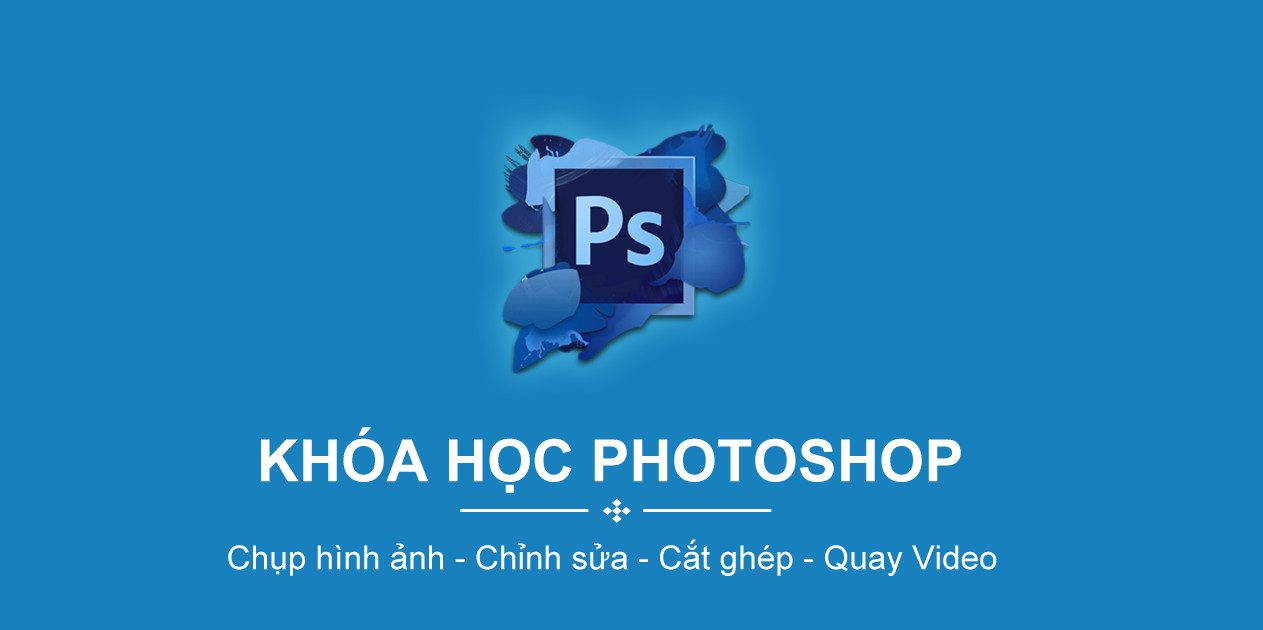 Ps
KHÓA HỌC PHOTOSHOP
Chụp hình ảnh - Chỉnh sửa - Cắt ghép - Quay Video